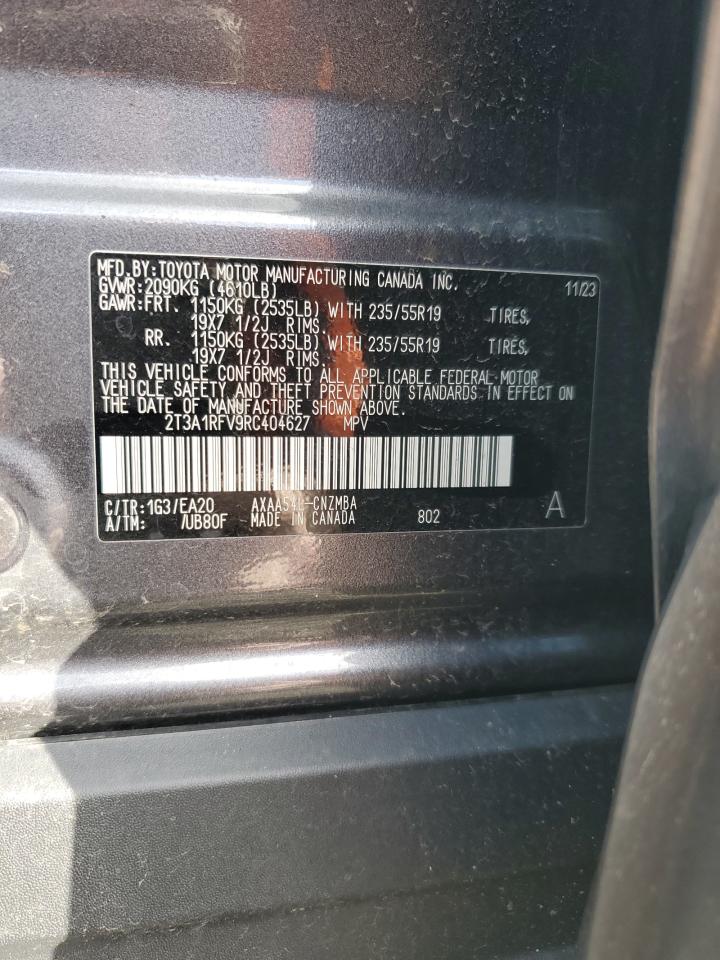 MFD.BY:TOYOTA MOTOR MANUFACTURING CANADA INC. 11/23
GVWR:2090KG (4610LB)
GAWR:FRT. 1150KG (2535LB) WITH 235/55R19 TIRES,
19X7 1/2J RIMS.
RR. 1150KG (2535LB) WITH 235/55R19 TIRES,
19X7 1/2J RIMS.
THIS VEHICLE CONFORMS TO ALL APPLICABLE FEDERAL MOTOR
VEHICLE SAFETY AND THEFT PREVENTION STANDARDS IN EFFECT ON
THE DATE OF MANUFACTURE SHOWN ABOVE.
2T3A1RFV9RC404627 MPV
C/TR:1G3/EA20 AXAA54L-CNZMBA
A/TM: /UB80F MADE IN CANADA 802 A